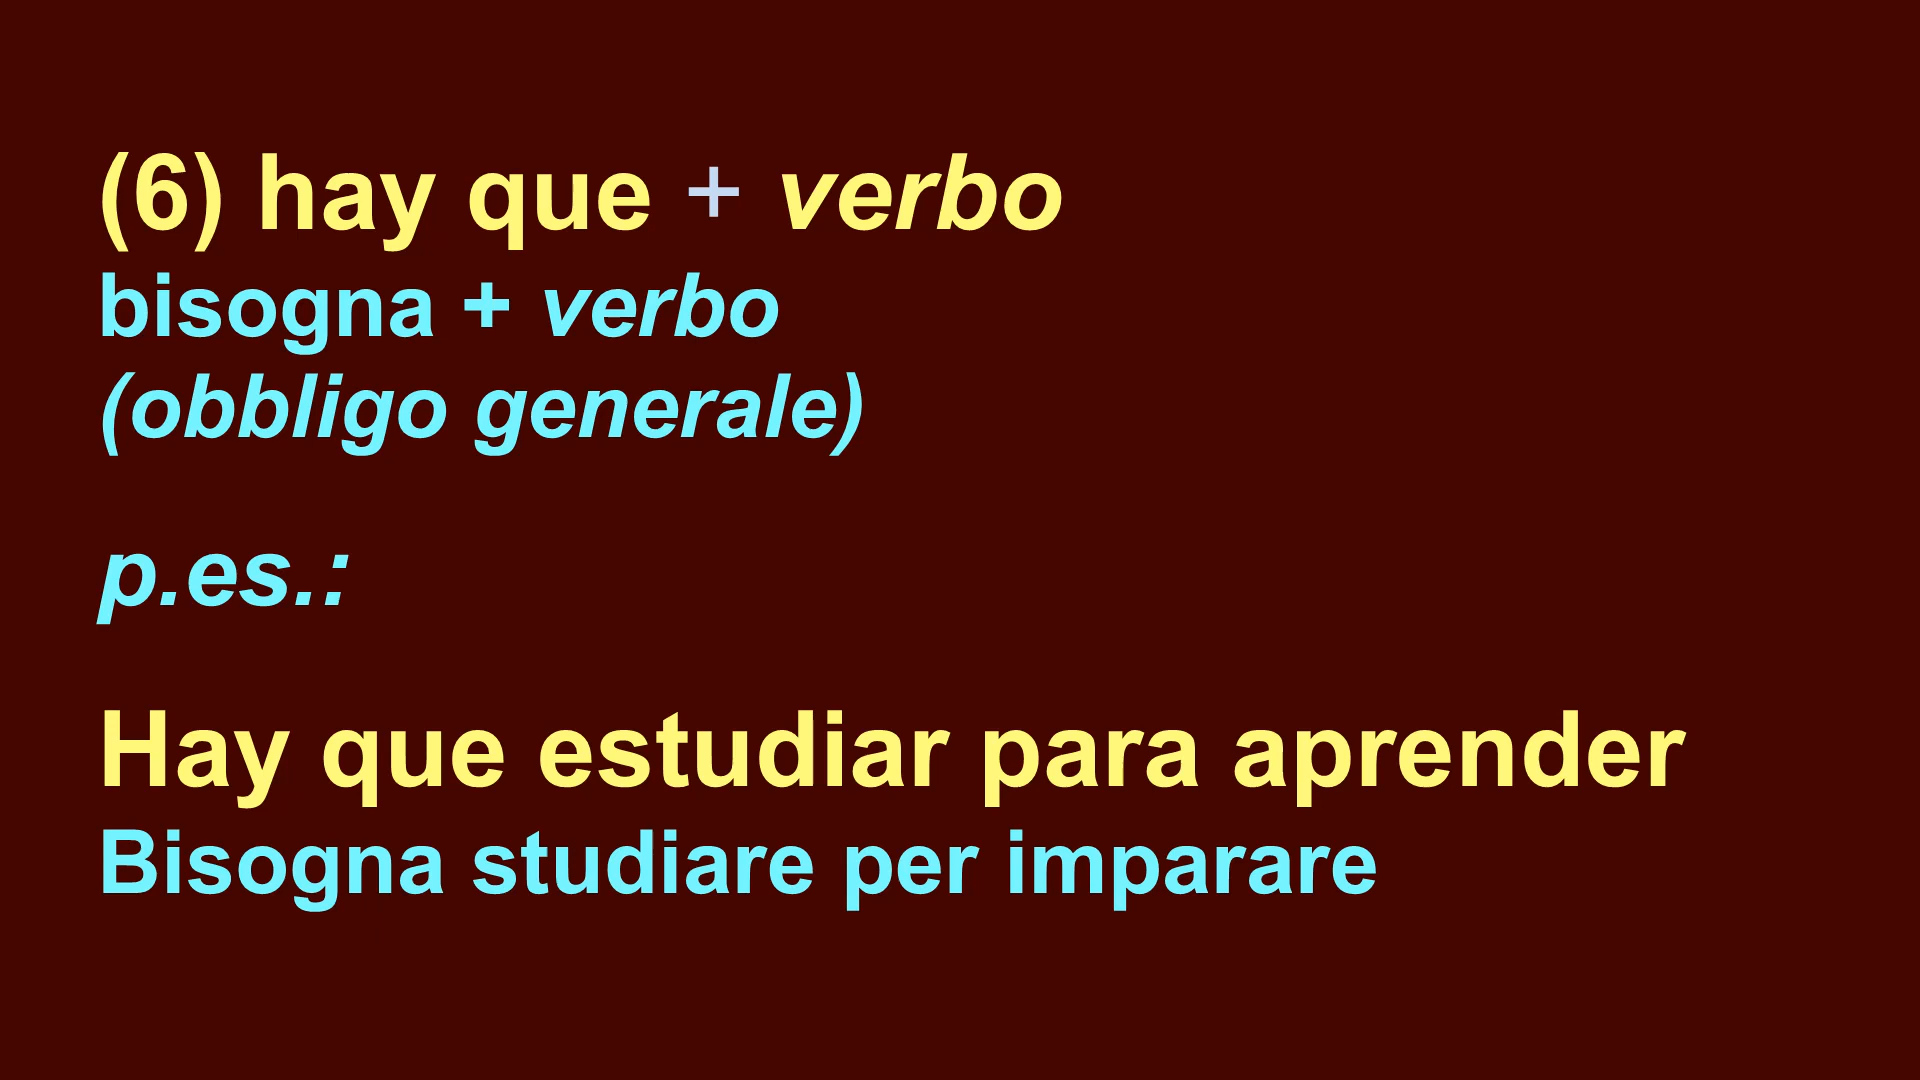 (6) hay que + verbo
bisogna + verbo
(obbligo generale)
p.es.:
Hay que estudiar para aprender
Bisogna studiare per imparare